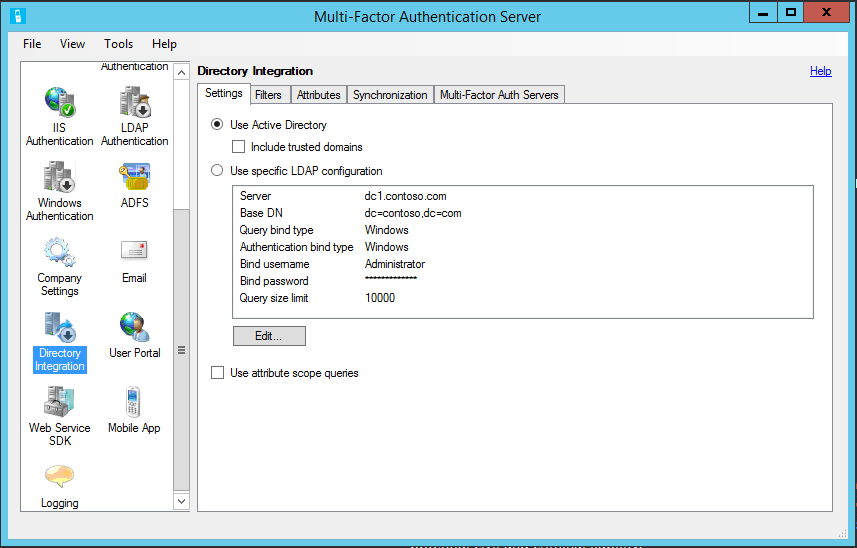 Multi-Factor Authentication Server
File View Tools Help
Authentication
IIS
Authentication
LDAP
Authentication
Windows
Authentication
ADFS
Company
Settings
Email
Directory
Integration
User Portal
Web Service
SDK
Mobile App
Logging
Directory Integration
Help
Settings Filters Attributes Synchronization Multi-Factor Auth Servers
Use Active Directory
Include trusted domains
Use specific LDAP configuration
Server dc1.contoso.com
Base DN dc=contoso,dc=com
Query bind type Windows
Authentication bind type Windows
Bind username Administrator
Bind password *************
Query size limit 10000
Edit...
Use attribute scope queries